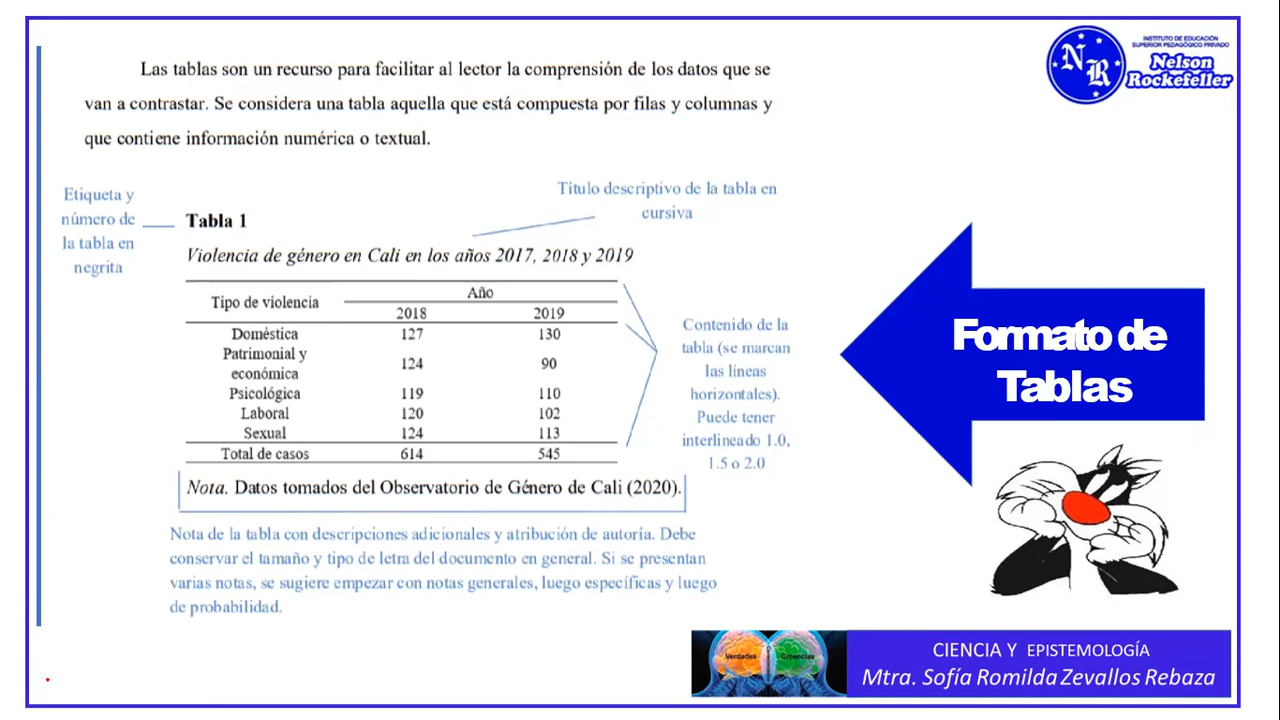 INSTITUTO DE EDUCACIÓN
SUPERIOR PEDAGÓGICO PRIVADO
Nelson
Rockefeller
N
R
Las tablas son un recurso para facilitar al lector la comprensión de los datos que se
van a contrastar. Se considera una tabla aquella que está compuesta por filas y columnas y
que contiene información numérica o textual.
Etiqueta y
número de
la tabla en
negrita
Título descriptivo de la tabla en
cursiva
Tabla 1
Violencia de género en Cali en los años 2017, 2018 y 2019
Tipo de violencia Año
2018 2019
Doméstica 127 130
Patrimonial y
económica 124 90
Psicológica 119 110
Laboral 120 102
Sexual 124 113
Total de casos 614 545
Nota. Datos tomados del Observatorio de Género de Cali (2020).
Contenido de la
tabla (se marcan
las líneas
horizontales).
Puede tener
interlineado 1.0,
1.5 o 2.0
Nota de la tabla con descripciones adicionales y atribución de autoría. Debe
conservar el tamaño y tipo de letra del documento en general. Si se presentan
varias notas, se sugiere empezar con notas generales, luego específicas y luego
de probabilidad.
Formato de
Tablas
Verdades
Creencias
CIENCIA Y EPISTEMOLOGÍA
Mtra. Sofía Romilda Zevallos Rebaza